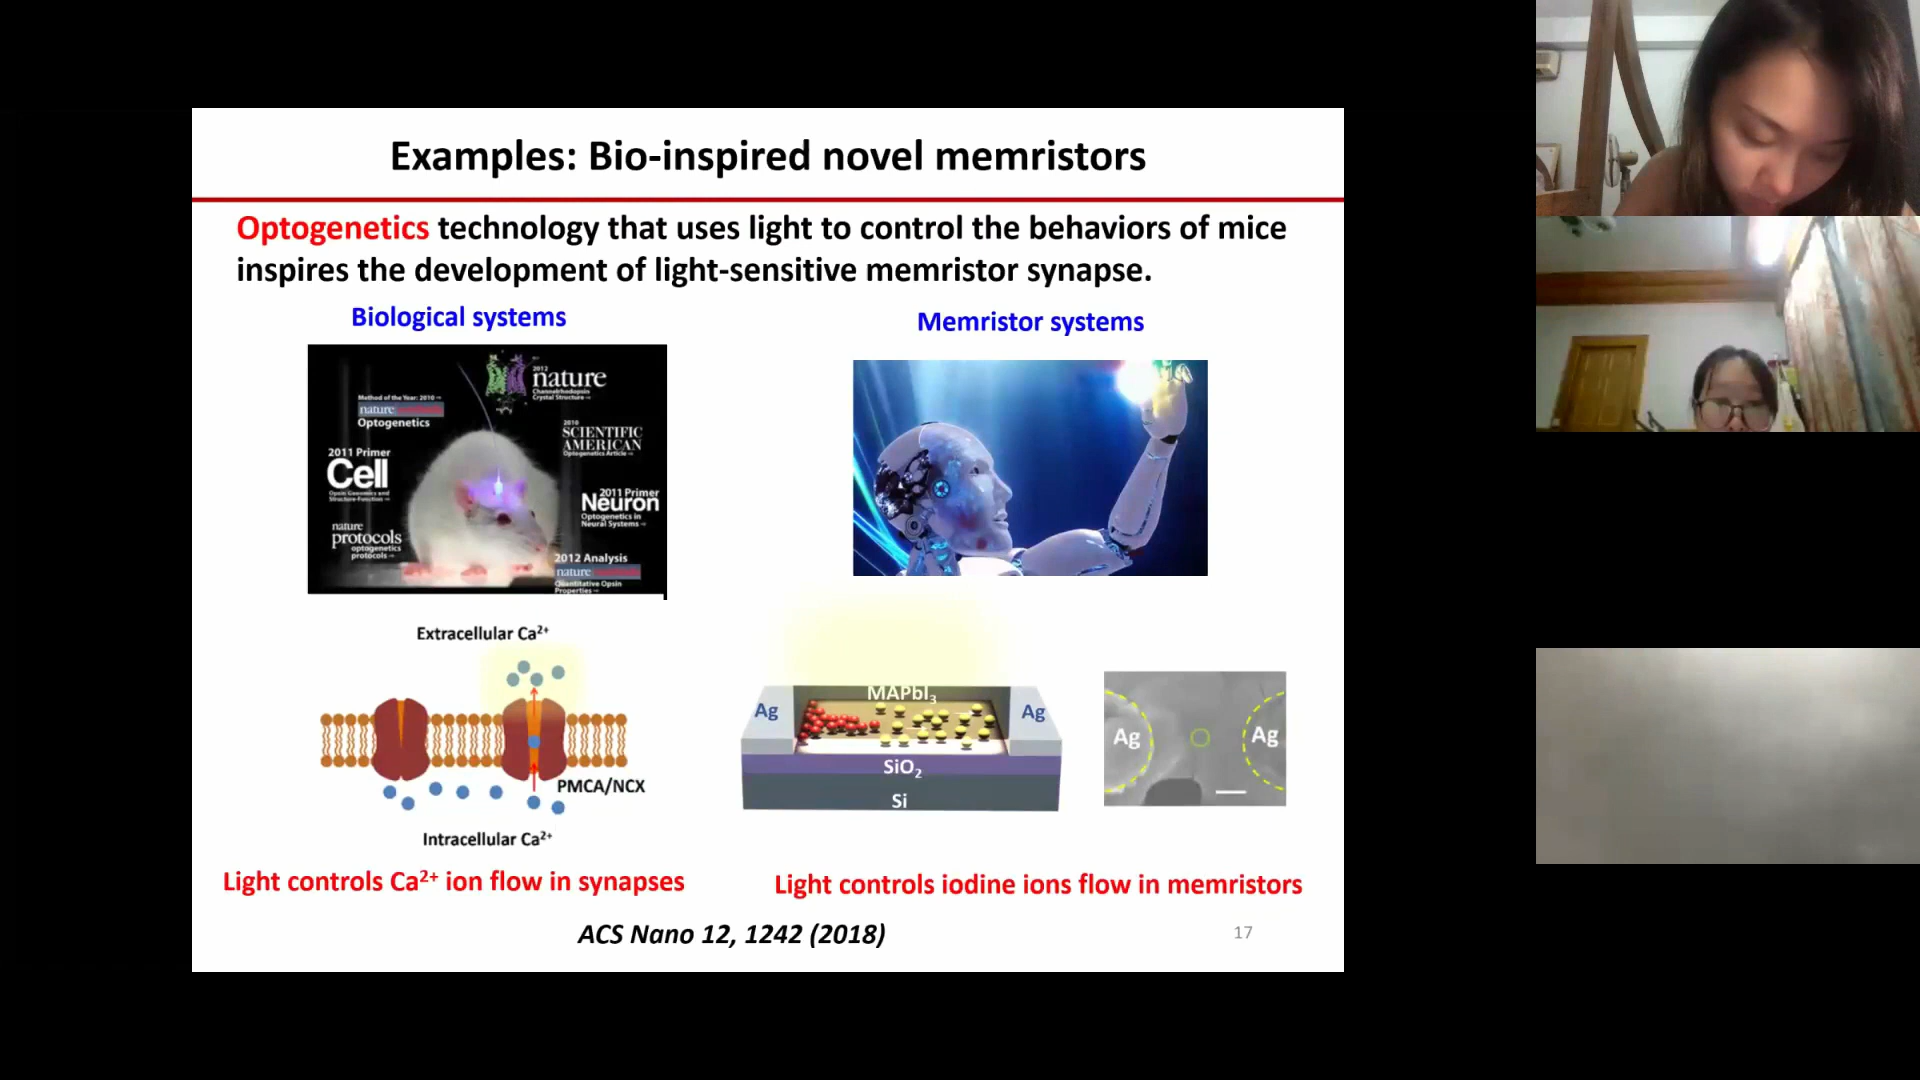 Examples: Bio-inspired novel memristors
Optogenetics technology that uses light to control the behaviors of mice
inspires the development of light-sensitive memristor synapse.
Biological systems
Memristor systems
2012
nature
Channelrhodopsin
Crystal Structure
Method of the Year: 2010
nature
Optogenetics
2010
SCIENTIFIC
AMERICAN
Optogenetics Article
2011 Primer
Cell
Opsin Genomics and
Structure-Function
2011 Primer
Neuron
Optogenetics in
Neural Systems
nature
protocols
optogenetics
protocols
2012 Analysis
nature
Quantitative Opsin
Properties
Extracellular Ca²⁺
PMCA/NCX
Intracellular Ca²⁺
MAPbI₃
Ag
Ag
SiO₂
Si
Ag
Ag
Light controls Ca²⁺ ion flow in synapses
Light controls iodine ions flow in memristors
ACS Nano 12, 1242 (2018)
17